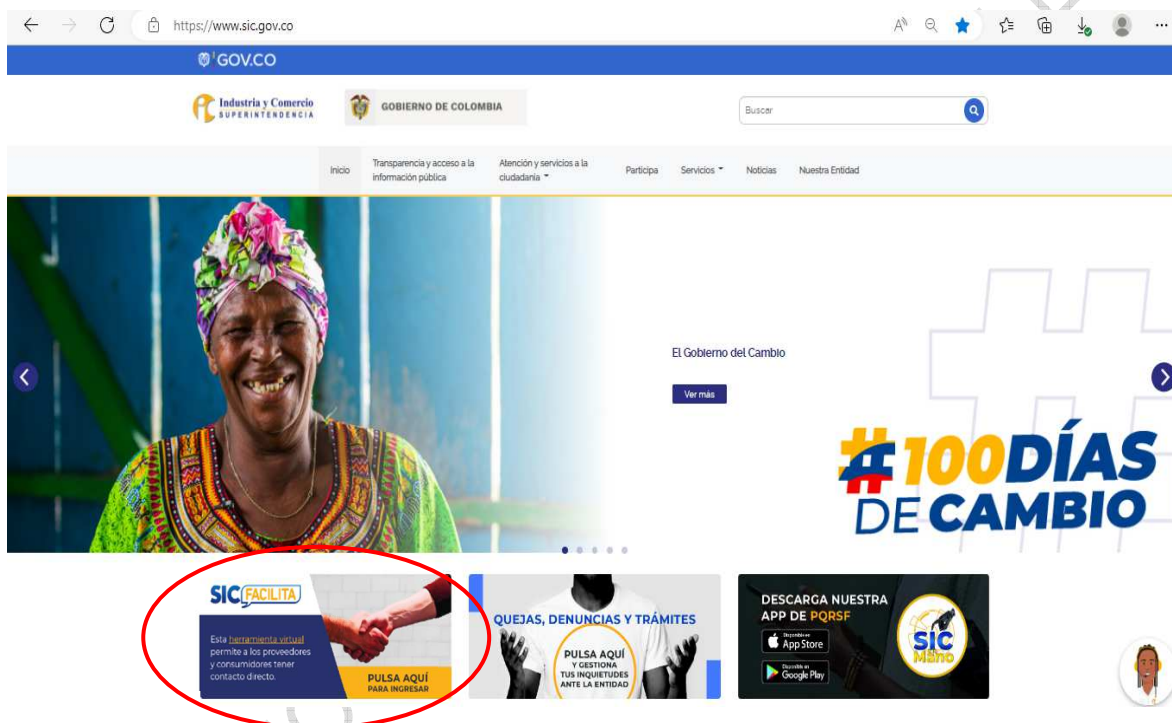 https://www.sic.gov.co
GOV.CO
Industria y Comercio
SUPERINTENDENCIA
GOBIERNO DE COLOMBIA
Buscar
Inicio
Transparencia y acceso a la
información pública
Atención y servicios a la
ciudadanía
Participa
Servicios
Noticias
Nuestra Entidad
El Gobierno del Cambio
Ver más
#100DÍAS
DE CAMBIO
SIC FACILITA
Esta herramienta virtual
permite a los proveedores
y consumidores tener
contacto directo.
PULSA AQUÍ
PARA INGRESAR
QUEJAS, DENUNCIAS Y TRÁMITES
PULSA AQUÍ
Y GESTIONA
TUS INQUIETUDES
ANTE LA ENTIDAD
DESCARGA NUESTRA
APP DE PQRSF
Disponible en
App Store
Disponible en
Google Play
SIC
Mano